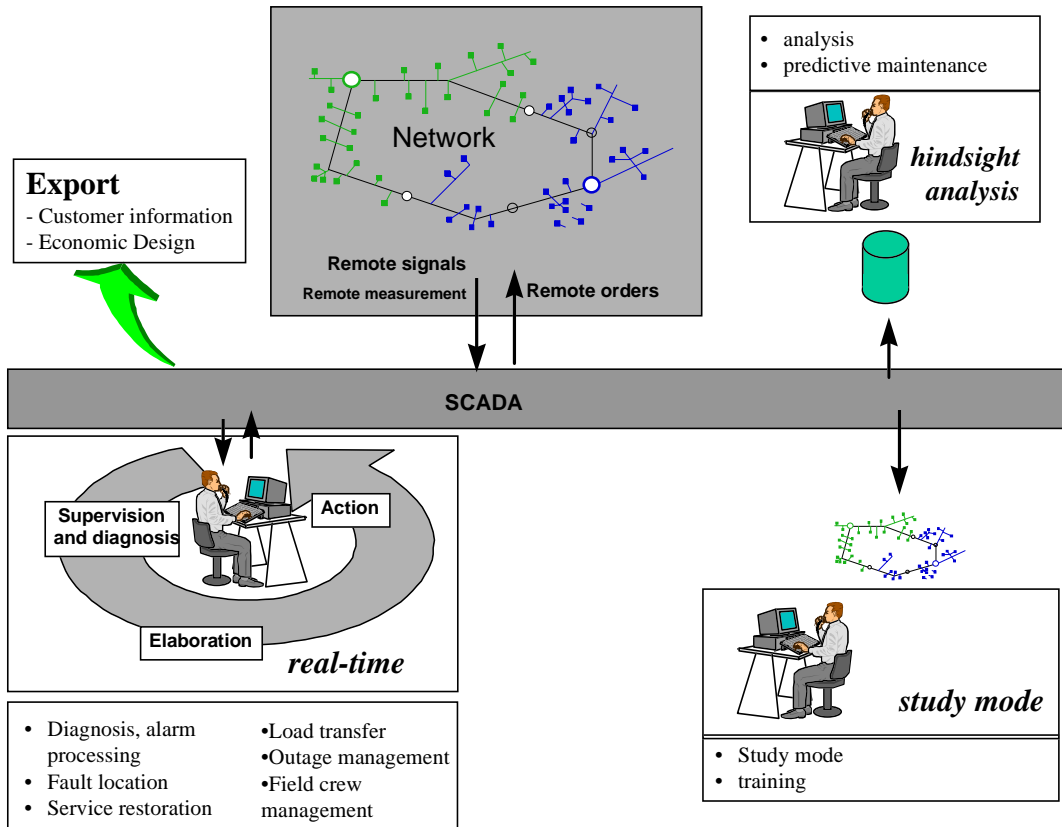 Network
Remote signals
Remote measurement
Remote orders
• analysis
• predictive maintenance
hindsight
analysis
Export
- Customer information
- Economic Design
SCADA
Supervision
and diagnosis
Action
Elaboration
real-time
• Diagnosis, alarm
processing
• Fault location
• Service restoration
•Load transfer
•Outage management
•Field crew
management
study mode
• Study mode
• training